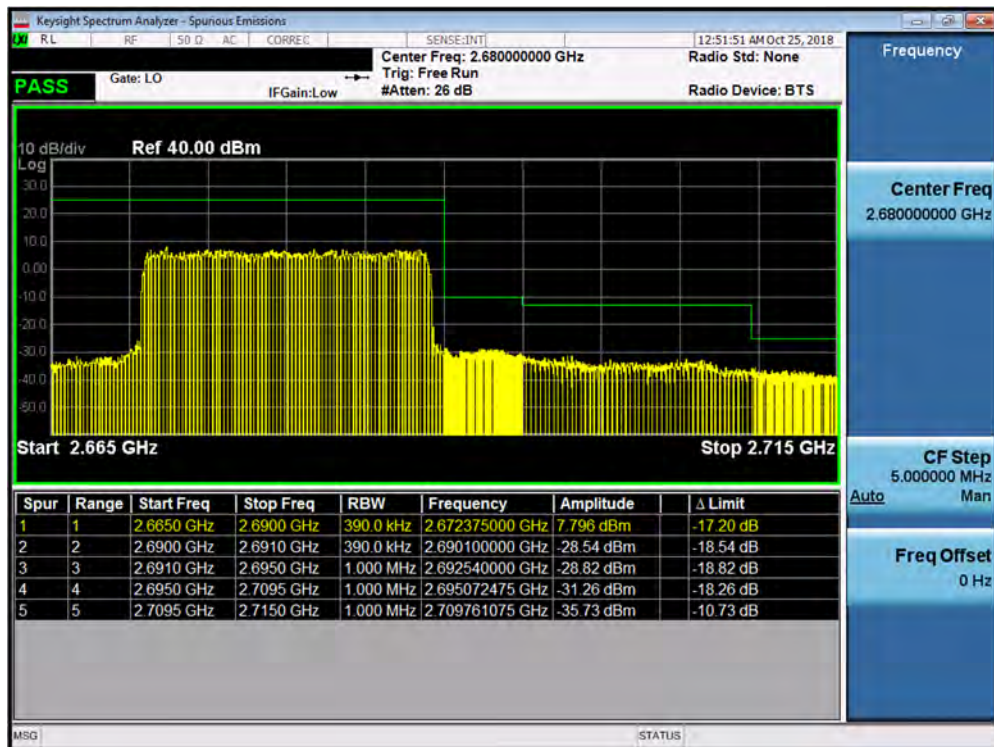 Keysight Spectrum Analyzer - Spurious Emissions
LXI RL RF 50 Ω AC CORREC SENSE:INT 12:51:51 AM Oct 25, 2018
Center Freq: 2.680000000 GHz Radio Std: None
PASS Gate: LO Trig: Free Run
IFGain:Low #Atten: 26 dB Radio Device: BTS
10 dB/div Ref 40.00 dBm
Log
30.0
20.0
10.0
0.00
-10.0
-20.0
-30.0
-40.0
-50.0
Start 2.665 GHz Stop 2.715 GHz
Spur Range Start Freq Stop Freq RBW Frequency Amplitude Δ Limit
1 1 2.6650 GHz 2.6900 GHz 390.0 kHz 2.672375000 GHz 7.796 dBm -17.20 dB
2 2 2.6900 GHz 2.6910 GHz 390.0 kHz 2.690100000 GHz -28.54 dBm -18.54 dB
3 3 2.6910 GHz 2.6950 GHz 1.000 MHz 2.692540000 GHz -28.82 dBm -18.82 dB
4 4 2.6950 GHz 2.7095 GHz 1.000 MHz 2.695072475 GHz -31.26 dBm -18.26 dB
5 5 2.7095 GHz 2.7150 GHz 1.000 MHz 2.709761075 GHz -35.73 dBm -10.73 dB
MSG STATUS
Frequency
Center Freq
2.680000000 GHz
CF Step
5.000000 MHz
Auto Man
Freq Offset
0 Hz